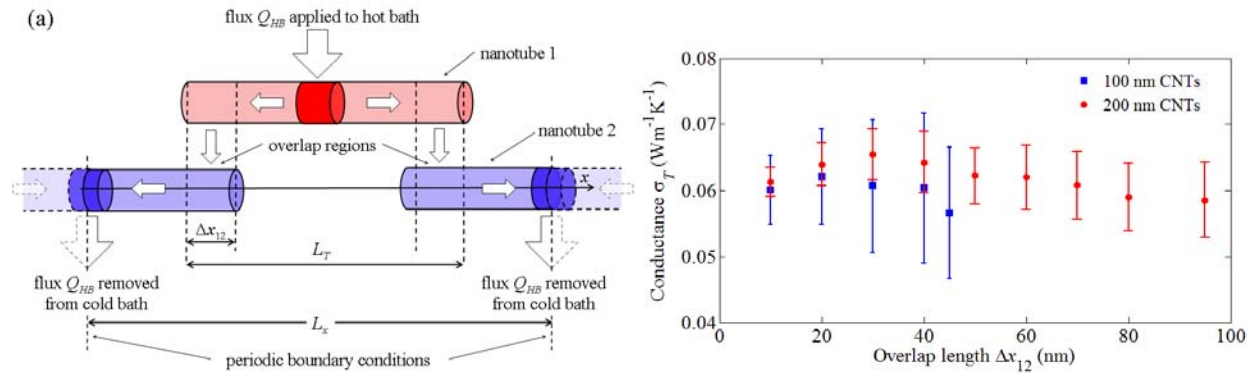 (a)
flux Q_HB applied to hot bath
nanotube 1
nanotube 2
overlap regions
x
Δx₁₂
L_T
flux Q_HB removed
from cold bath
flux Q_HB removed
from cold bath
L_x
periodic boundary conditions
100 nm CNTs
200 nm CNTs
0.08
0.07
0.06
0.05
0.04
Conductance σ_T (Wm⁻¹K⁻¹)
0
20
40
60
80
100
Overlap length Δx₁₂ (nm)